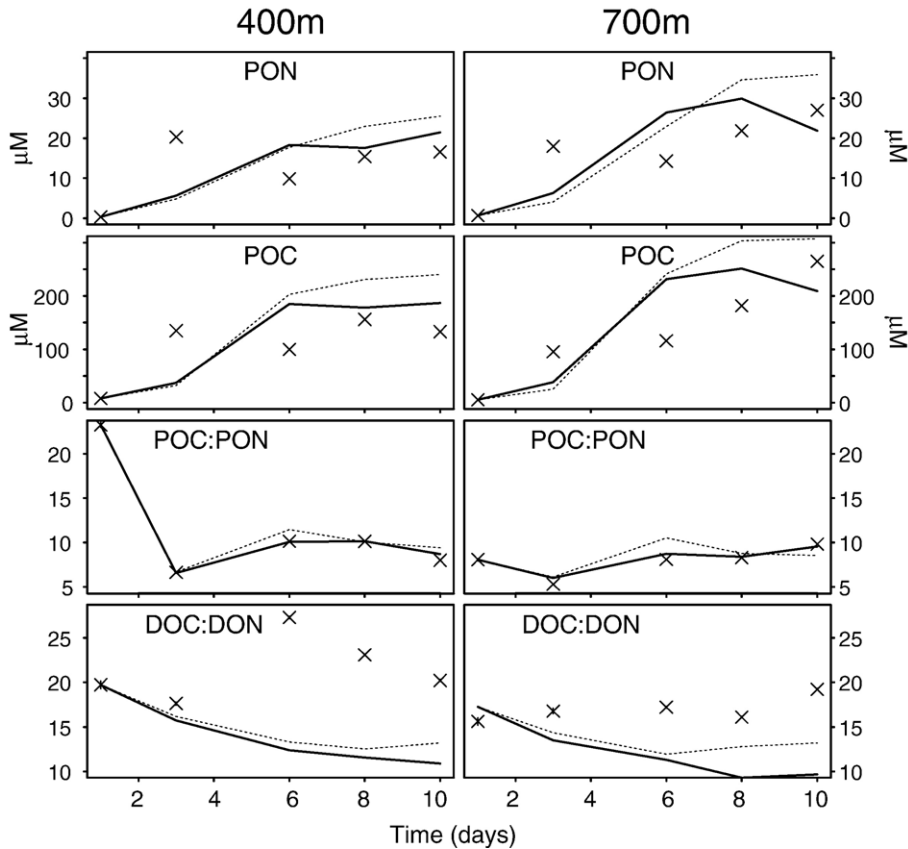 400m 700m
PON PON
30 30
20 20
10 10
0 0
μM μM
POC POC
200 200
100 100
0 0
μM μM
POC:PON POC:PON
20 20
15 15
10 10
5 5
DOC:DON DOC:DON
25 25
20 20
15 15
10 10
2 4 6 8 10 2 4 6 8 10
Time (days)